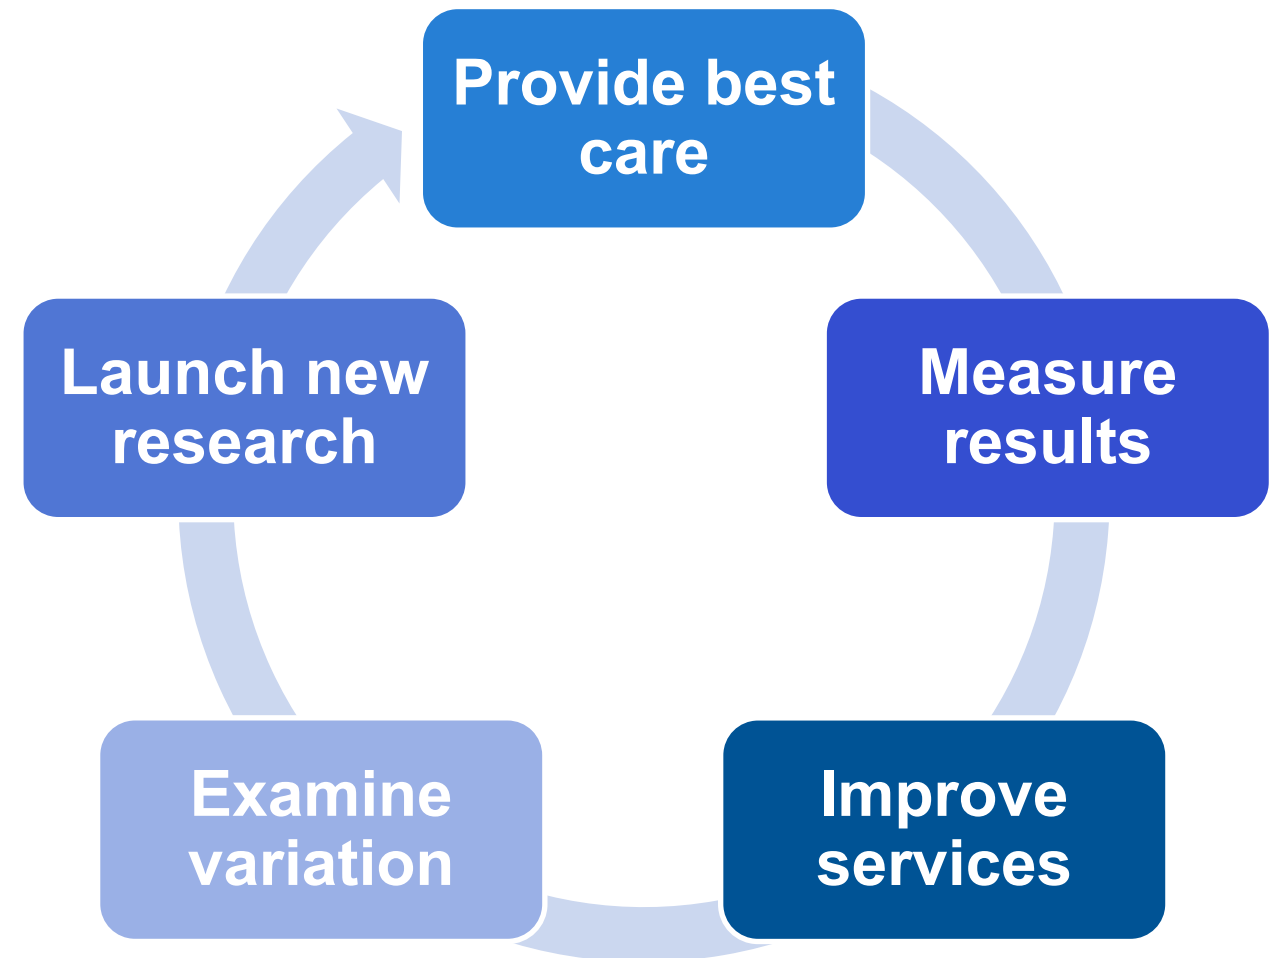 Provide best
care
Measure
results
Improve
services
Examine
variation
Launch new
research